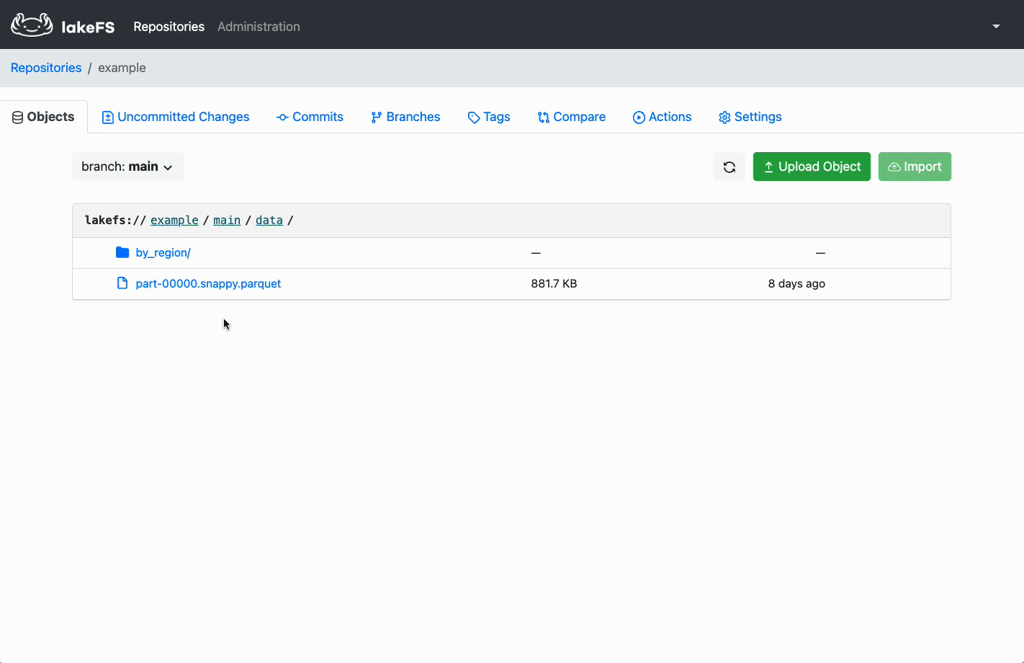 lakeFS Repositories Administration
Repositories / example
Objects Uncommitted Changes Commits Branches Tags Compare Actions Settings
branch: main Upload Object Import
lakefs:// example / main / data /
by_region/ — —
part-00000.snappy.parquet 881.7 KB 8 days ago